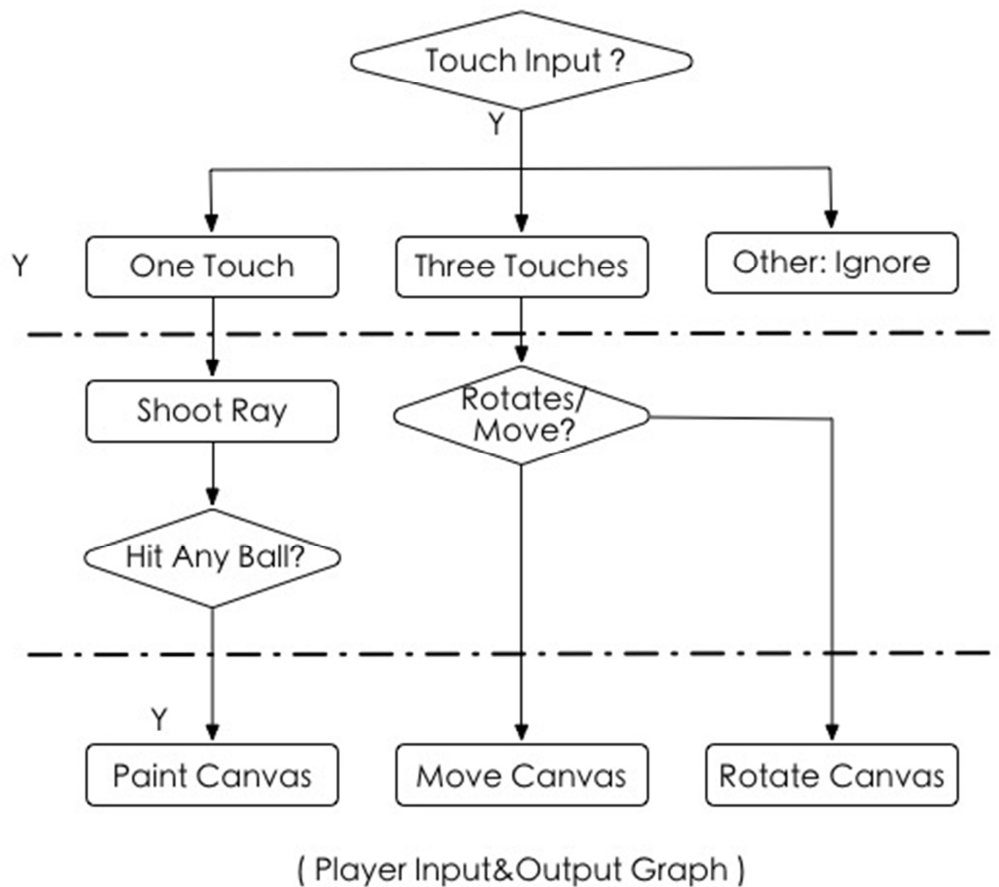 Touch Input ?
Y
Y
One Touch
Three Touches
Other: Ignore
Shoot Ray
Rotates/
Move?
Hit Any Ball?
Y
Paint Canvas
Move Canvas
Rotate Canvas
( Player Input&Output Graph )